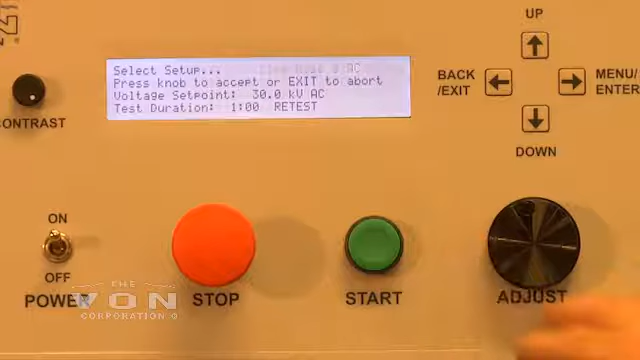 UP
Select Setup...
Press knob to accept or EXIT to abort
Voltage Setpoint: 30.0 kV AC
Test Duration: 1:00 RETEST
BACK
/EXIT
MENU/
ENTER
CONTRAST
DOWN
ON
OFF
POWER
STOP
START
ADJUST
THE
VON
CORPORATION ®